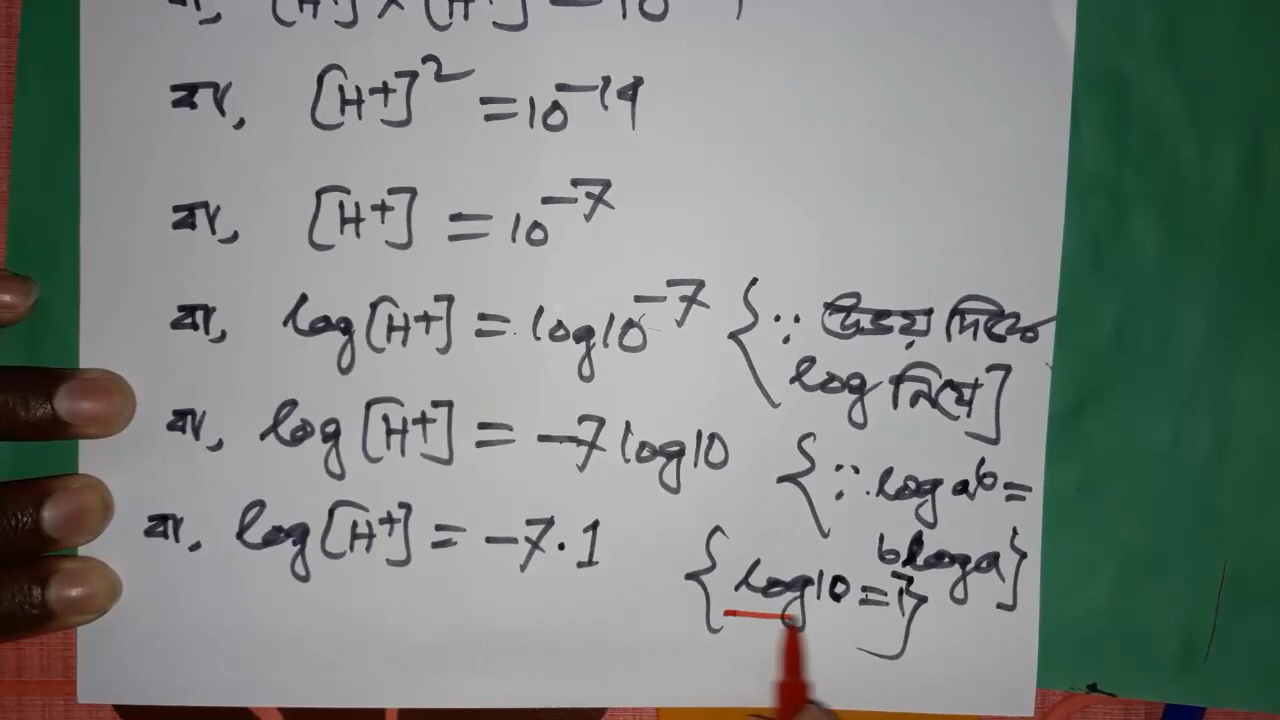 বা, [H+] × [H+] = 10
বা, [H+]² = 10⁻¹⁴
বা, [H+] = 10⁻⁷
বা, log[H+] = log10⁻⁷ {∵ উভয় দিকে
log নিয়ে]
বা, log[H+] = -7 log10 {∵ log aᵇ =
b log a}
বা, log[H+] = -7.1
{log10 = 1}